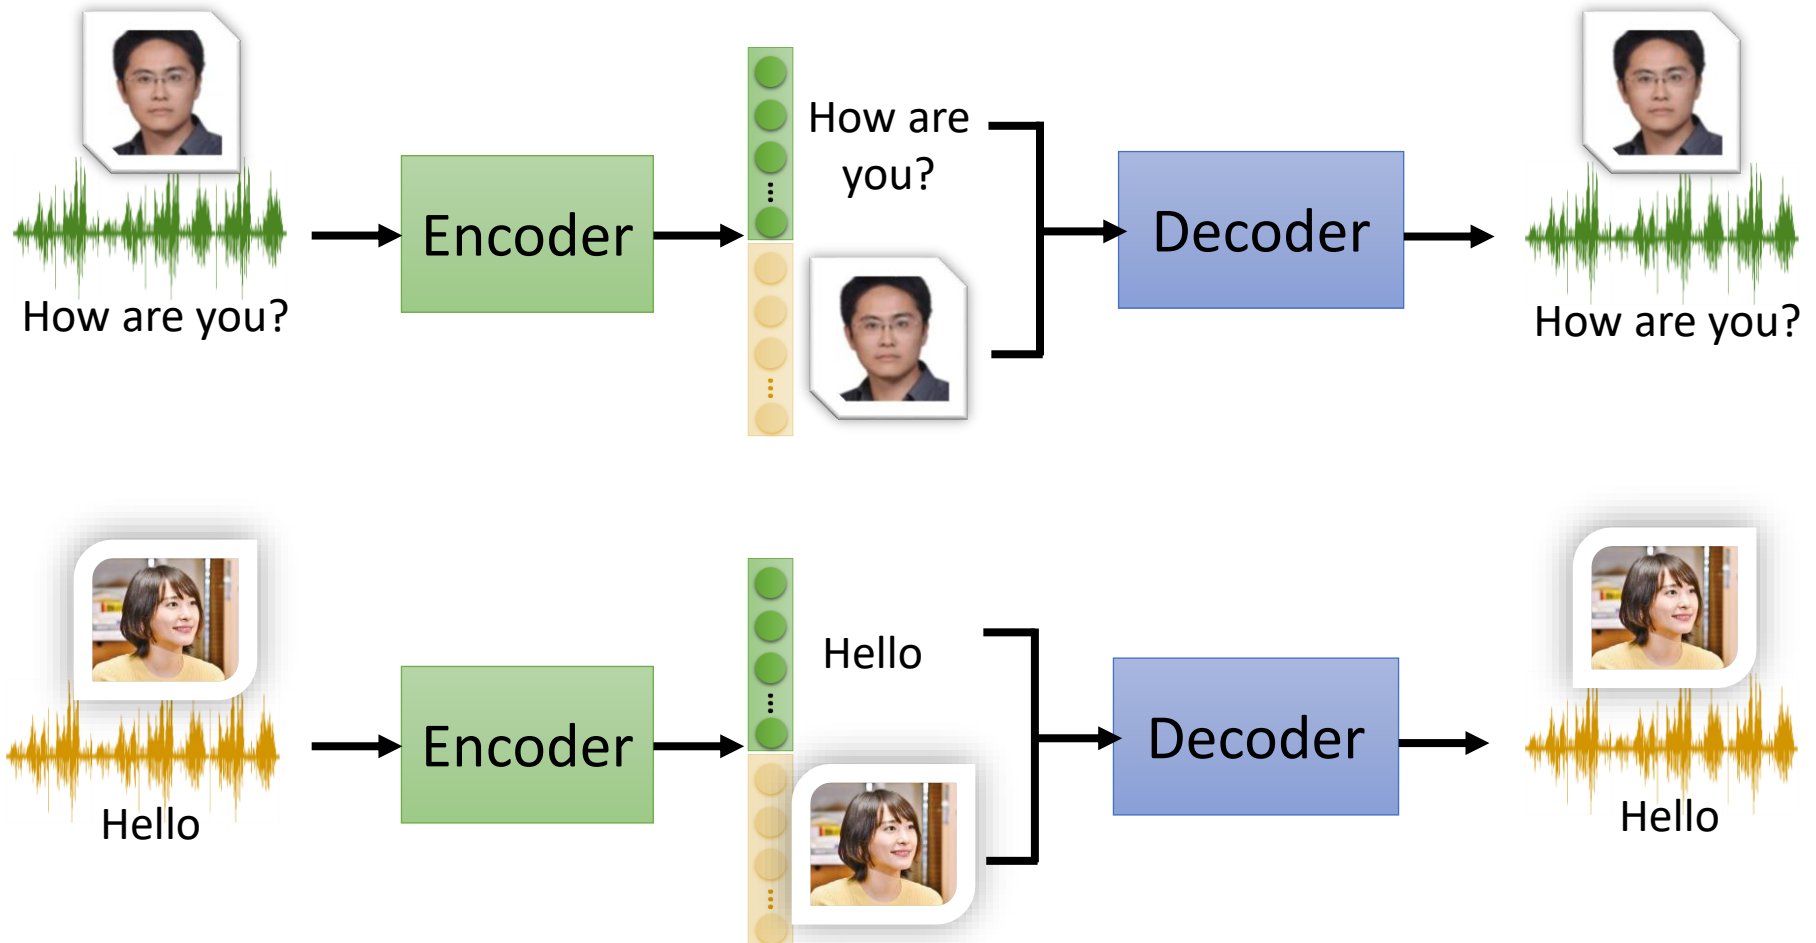 How are you?
Encoder
How are
you?
Decoder
How are you?
Hello
Encoder
Hello
Decoder
Hello